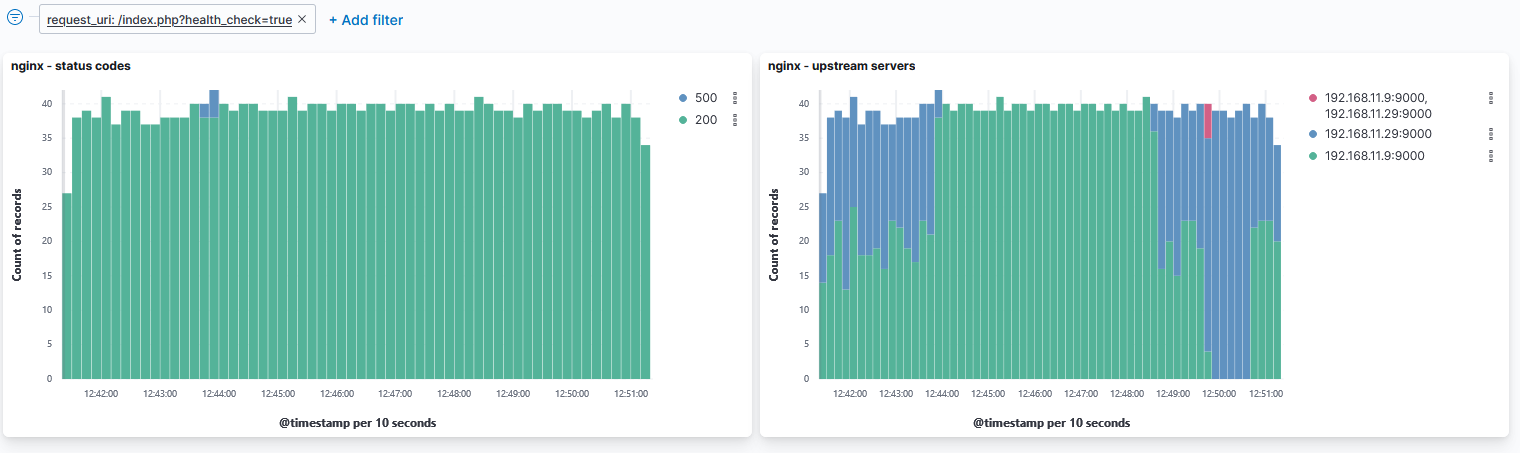 request_uri: /index.php?health_check=true ×
+ Add filter
nginx - status codes
Count of records
40
35
30
25
20
15
10
5
0
12:42:00 12:43:00 12:44:00 12:45:00 12:46:00 12:47:00 12:48:00 12:49:00 12:50:00 12:51:00
@timestamp per 10 seconds
500
200
nginx - upstream servers
Count of records
40
35
30
25
20
15
10
5
0
12:42:00 12:43:00 12:44:00 12:45:00 12:46:00 12:47:00 12:48:00 12:49:00 12:50:00 12:51:00
@timestamp per 10 seconds
192.168.11.9:9000,
192.168.11.29:9000
192.168.11.29:9000
192.168.11.9:9000